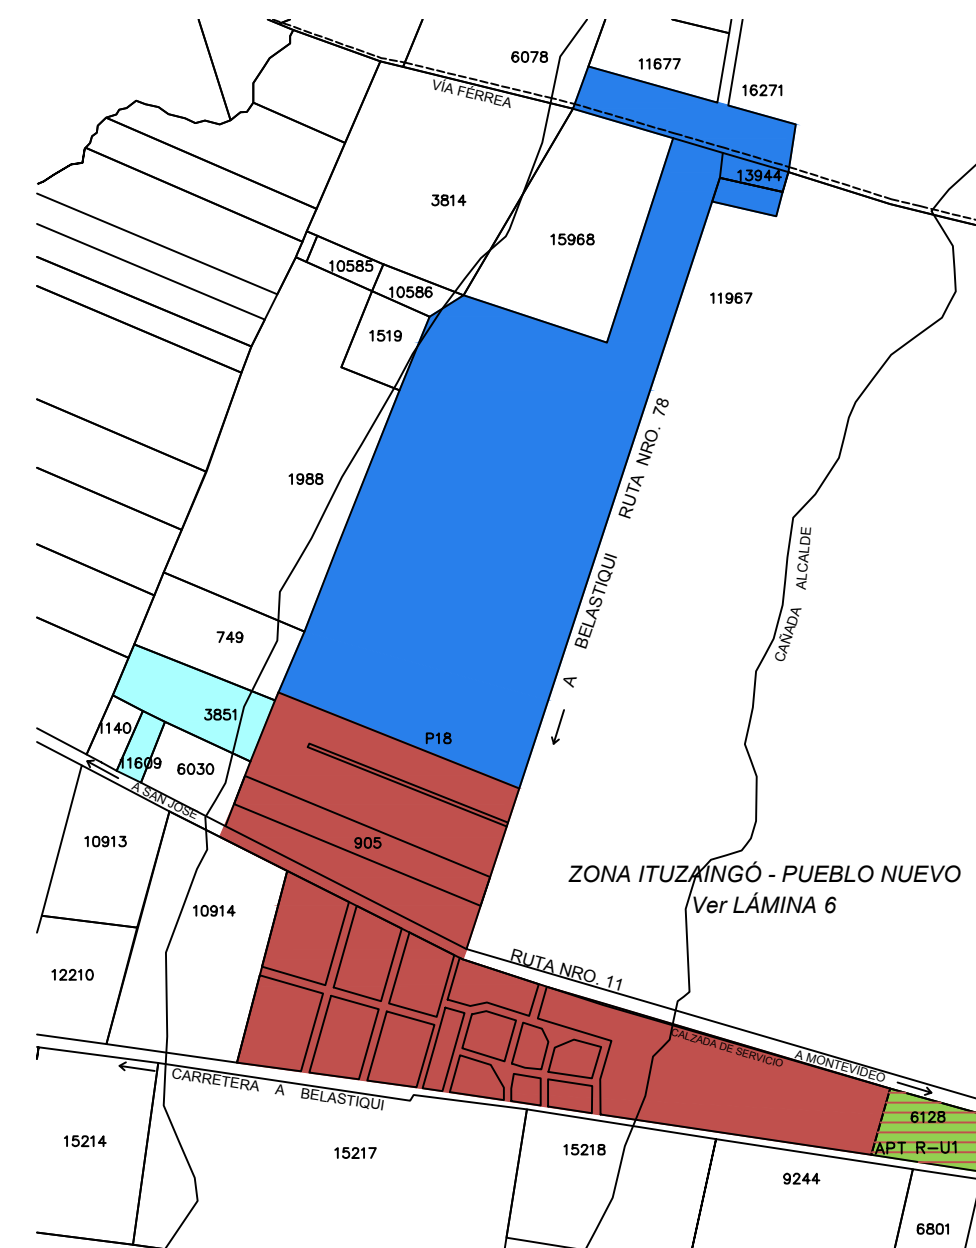 6078
11677
16271
VÍA FÉRREA
13944
3814
15968
10585
10586
11967
1519
RUTA NRO. 78
1988
CAÑADA ALCALDE
A BELASTIQUI
749
3851
1140
P18
11609
6030
A SAN JOSE
10913
905
ZONA ITUZAINGÓ - PUEBLO NUEVO
Ver LÁMINA 6
10914
12210
RUTA NRO. 11
CALZADA DE SERVICIO
A MONTEVIDEO
CARRETERA A BELASTIQUI
6128
15214
15217
15218
APT R-U1
9244
6801